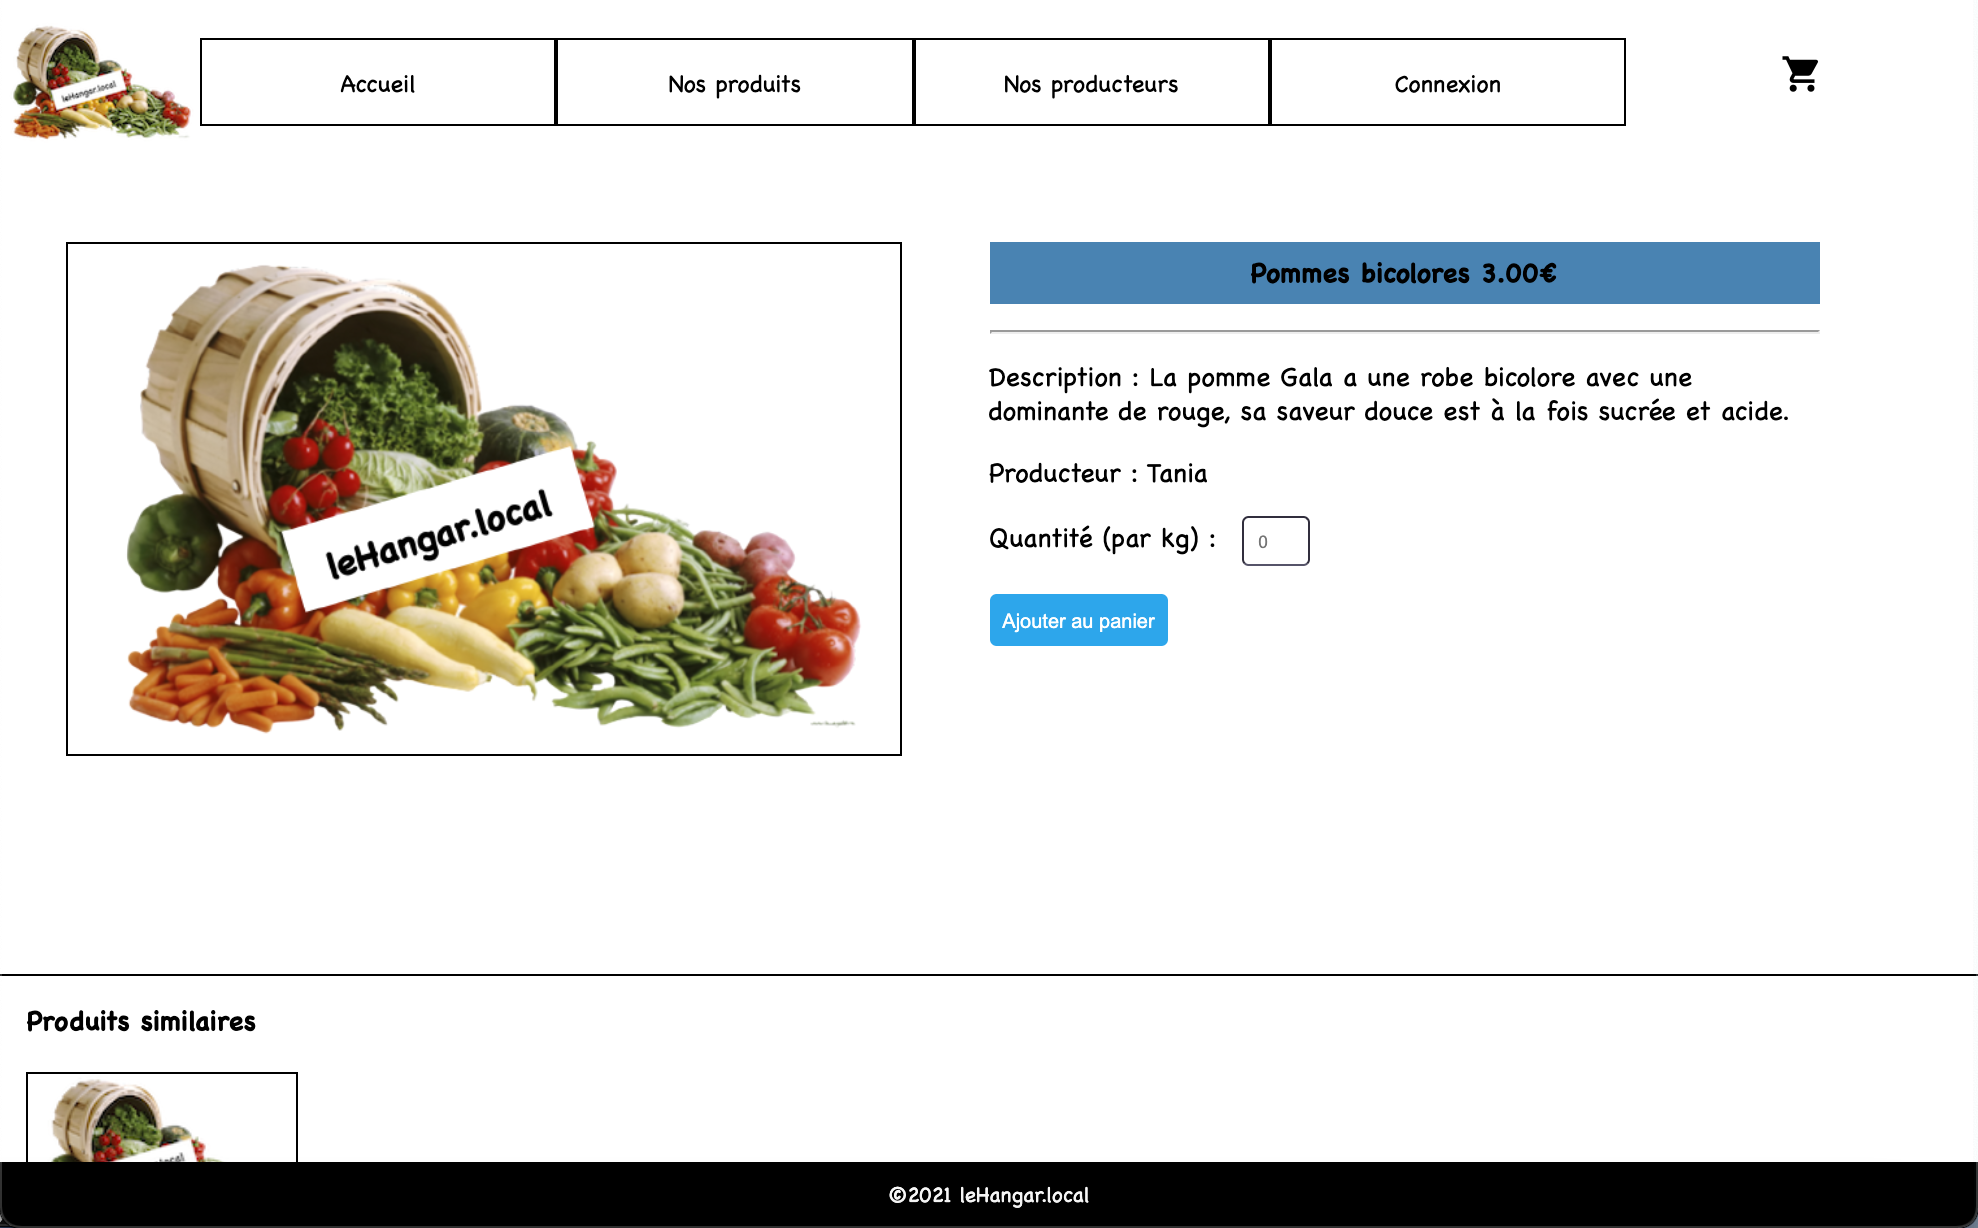 leHangar.local
Accueil
Nos produits
Nos producteurs
Connexion
leHangar.local
Pommes bicolores 3.00€
Description : La pomme Gala a une robe bicolore avec une
dominante de rouge, sa saveur douce est à la fois sucrée et acide.
Producteur : Tania
Quantité (par kg) :
0
Ajouter au panier
Produits similaires
©2021 leHangar.local